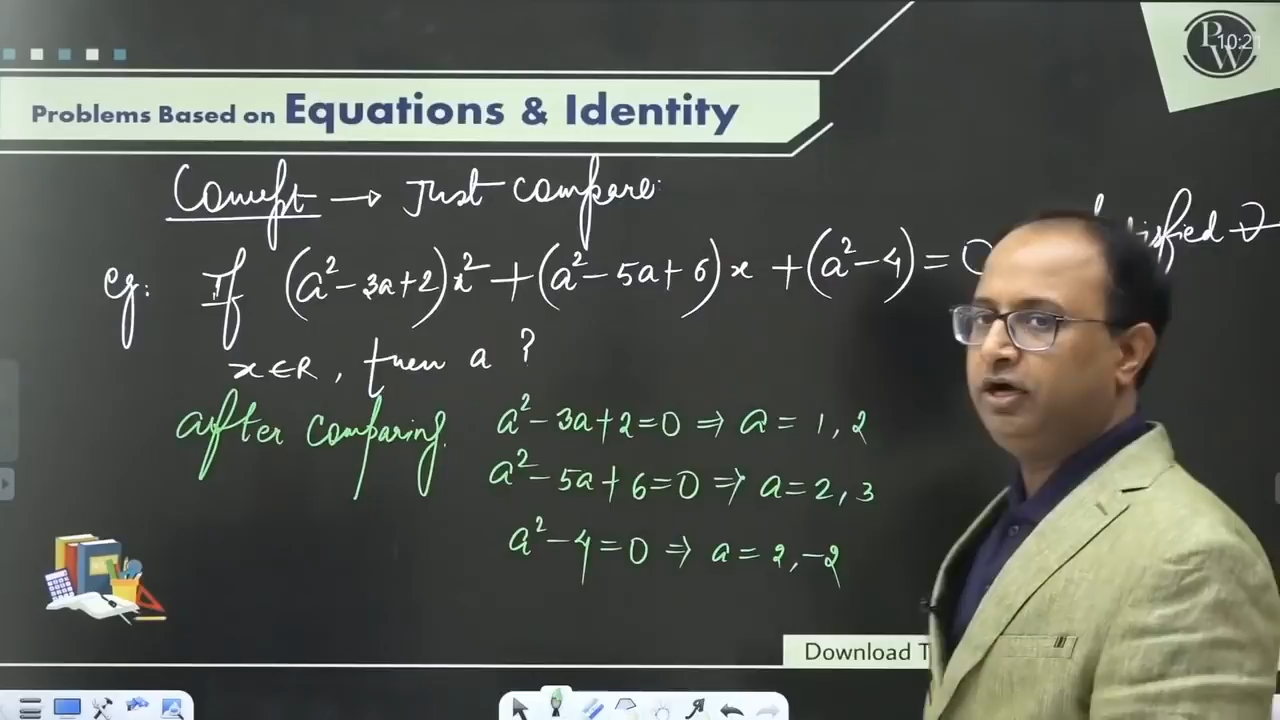 PW
10:21
Problems Based on Equations & Identity
Concept → Just compare:
eg: If (a²-3a+2)x² + (a²-5a+6)x + (a²-4) = 0
x∈R, then a ?
after comparing. a²-3a+2=0 ⇒ a = 1, 2
a²-5a+6=0 ⇒ a=2, 3
a²-4=0 ⇒ a= 2, -2
Download T